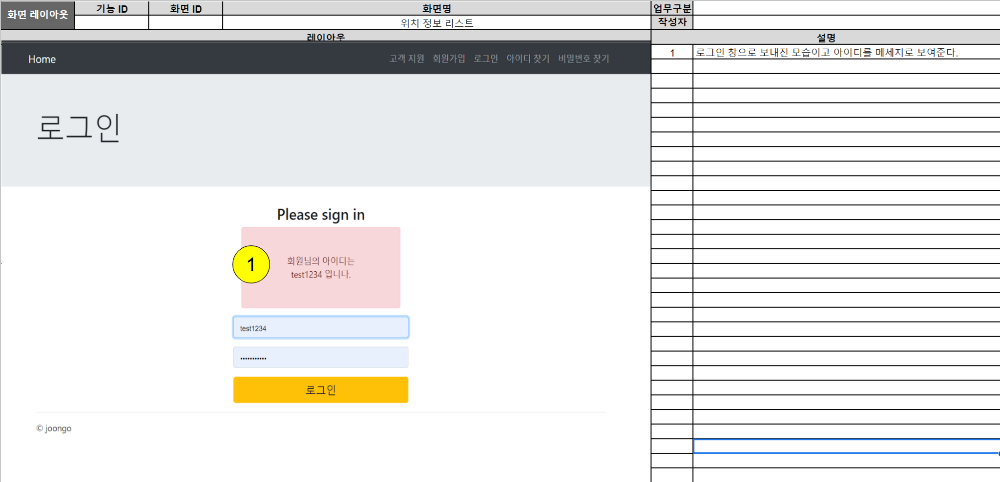 화면 레이아웃
기능 ID
화면 ID
화면명
업무구분
위치 정보 리스트
작성자
레이아웃
설명
Home
고객 지원 회원가입 로그인 아이디 찾기 비밀번호 찾기
1
로그인 창으로 보내진 모습이고 아이디를 메세지로 보여준다.
로그인
Please sign in
1
회원님의 아이디는
test1234 입니다.
test1234
•••••••••••
로그인
© joongo